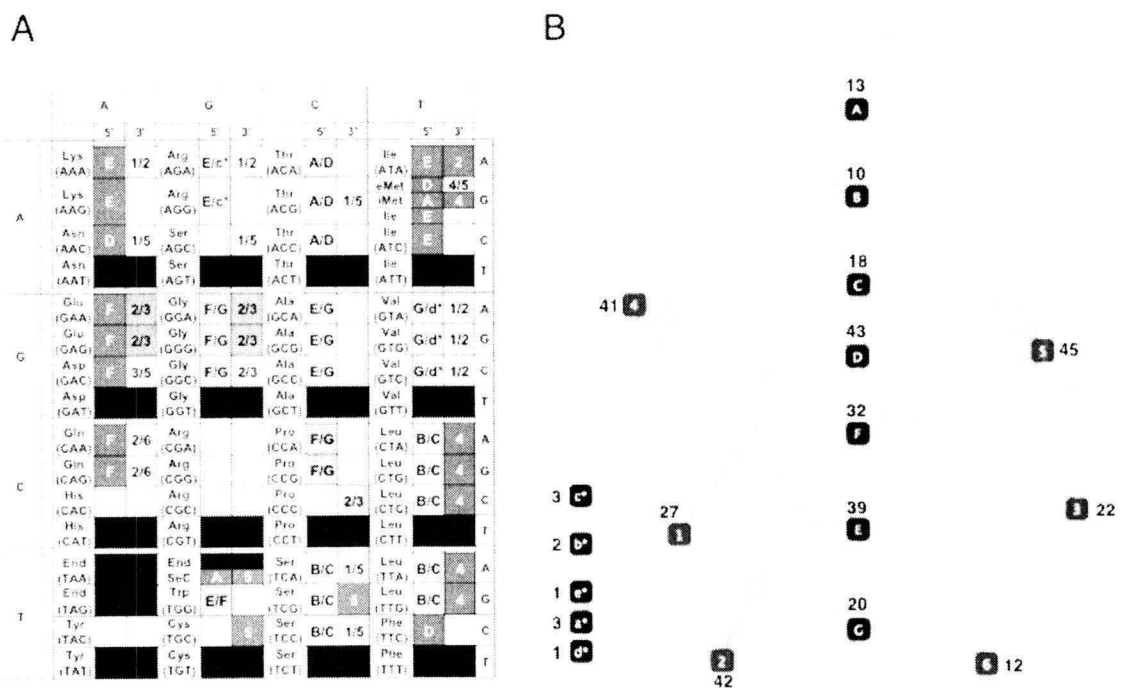 A
B
A G C T
5' 3' 5' 3' 5' 3' 5' 3'
A
Lys (AAA) E 1/2 Arg (AGA) E/c* 1/2 Thr (ACA) A/D Ile (ATA) E 2 A
Lys (AAG) E Arg (AGG) E/c* Thr (ACG) A/D 1/5 eMet D 4/5 iMet A 4 Ile E G
Asn (AAC) D 1/5 Ser (AGC) 1/5 Thr (ACC) A/D Ile (ATC) E C
Asn (AAT) Ser (AGT) Thr (ACT) Ile (ATT) T
G
Glu (GAA) F 2/3 Gly (GGA) F/G 2/3 Ala (GCA) E/G Val (GTA) G/d* 1/2 A
Glu (GAG) F 2/3 Gly (GGG) F/G 2/3 Ala (GCG) E/G Val (GTG) G/d* 1/2 G
Asp (GAC) F 3/5 Gly (GGC) F/G 2/3 Ala (GCC) E/G Val (GTC) G/d* 1/2 C
Asp (GAT) Gly (GGT) Ala (GCT) Val (GTT) T
C
Gln (CAA) F 2/6 Arg (CGA) Pro (CCA) F/G Leu (CTA) B/C 4 A
Gln (CAG) F 2/6 Arg (CGG) Pro (CCG) F/G Leu (CTG) B/C 4 G
His (CAC) Arg (CGC) Pro (CCC) 2/3 Leu (CTC) B/C 4 C
His (CAT) Arg (CGT) Pro (CCT) Leu (CTT) T
T
End (TAA) End SeC A Ser (TCA) B/C 1/5 Leu (TTA) B/C 4 A
End (TAG) Trp (TGG) E/F Ser (TCG) B/C Leu (TTG) B/C 4 G
Tyr (TAC) Cys (TGC) Ser (TCC) B/C 1/5 Phe (TTC) D C
Tyr (TAT) Cys (TGT) Ser (TCT) Phe (TTT) T
13
A
10
B
18
C
41 4
43
D
45
32
F
3 c*
27
1
39
E
3 22
2 b*
1 e*
3 a*
20
G
1 d*
2
42
6 12